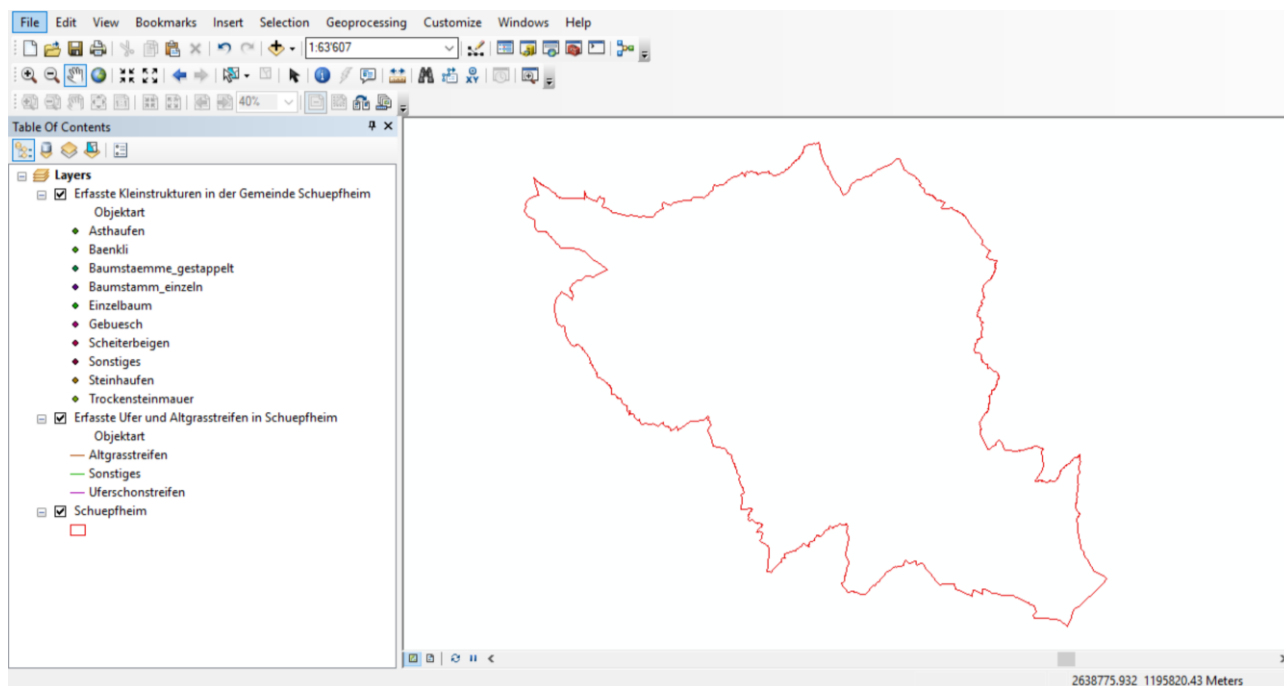 File Edit View Bookmarks Insert Selection Geoprocessing Customize Windows Help
1:63'607
XY
40%
Table Of Contents
Layers
Erfasste Kleinstrukturen in der Gemeinde Schuepfheim
Objektart
Asthaufen
Baenkli
Baumstaemme_gestappelt
Baumstamm_einzeln
Einzelbaum
Gebuesch
Scheiterbeigen
Sonstiges
Steinhaufen
Trockensteinmauer
Erfasste Ufer und Altgrasstreifen in Schuepfheim
Objektart
Altgrasstreifen
Sonstiges
Uferschonstreifen
Schuepfheim
2638775.932 1195820.43 Meters